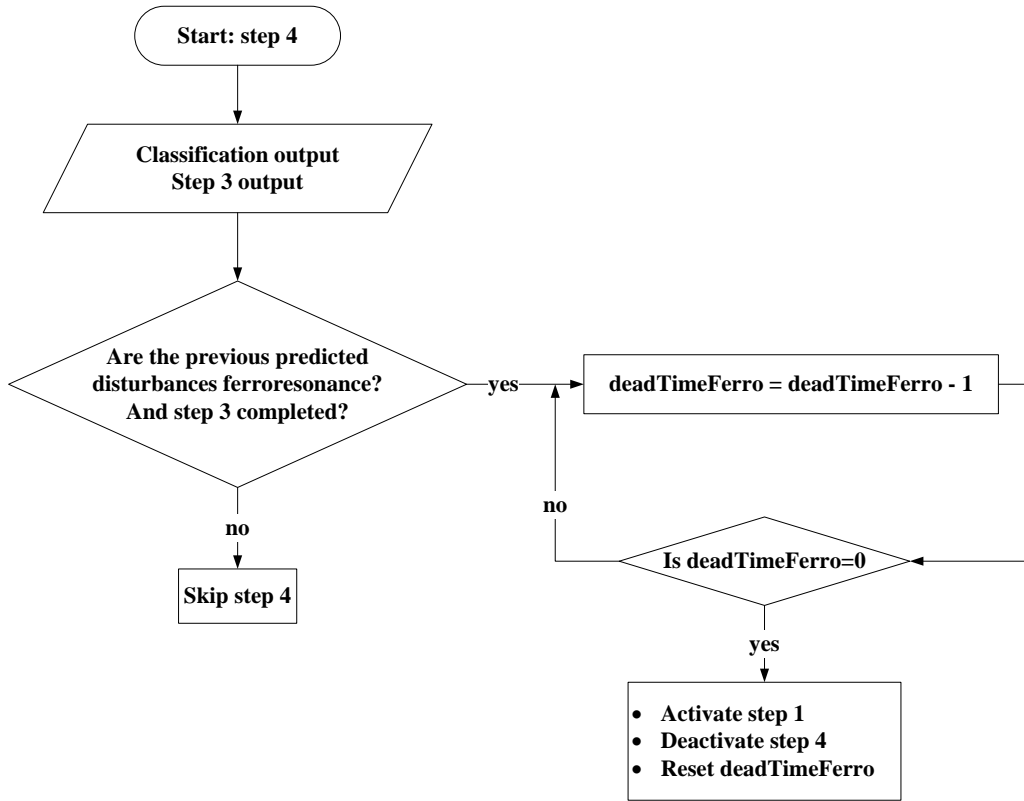 Start: step 4
Classification output
Step 3 output
Are the previous predicted
disturbances ferroresonance?
And step 3 completed?
yes
deadTimeFerro = deadTimeFerro - 1
no
no
Is deadTimeFerro=0
Skip step 4
yes
• Activate step 1
• Deactivate step 4
• Reset deadTimeFerro